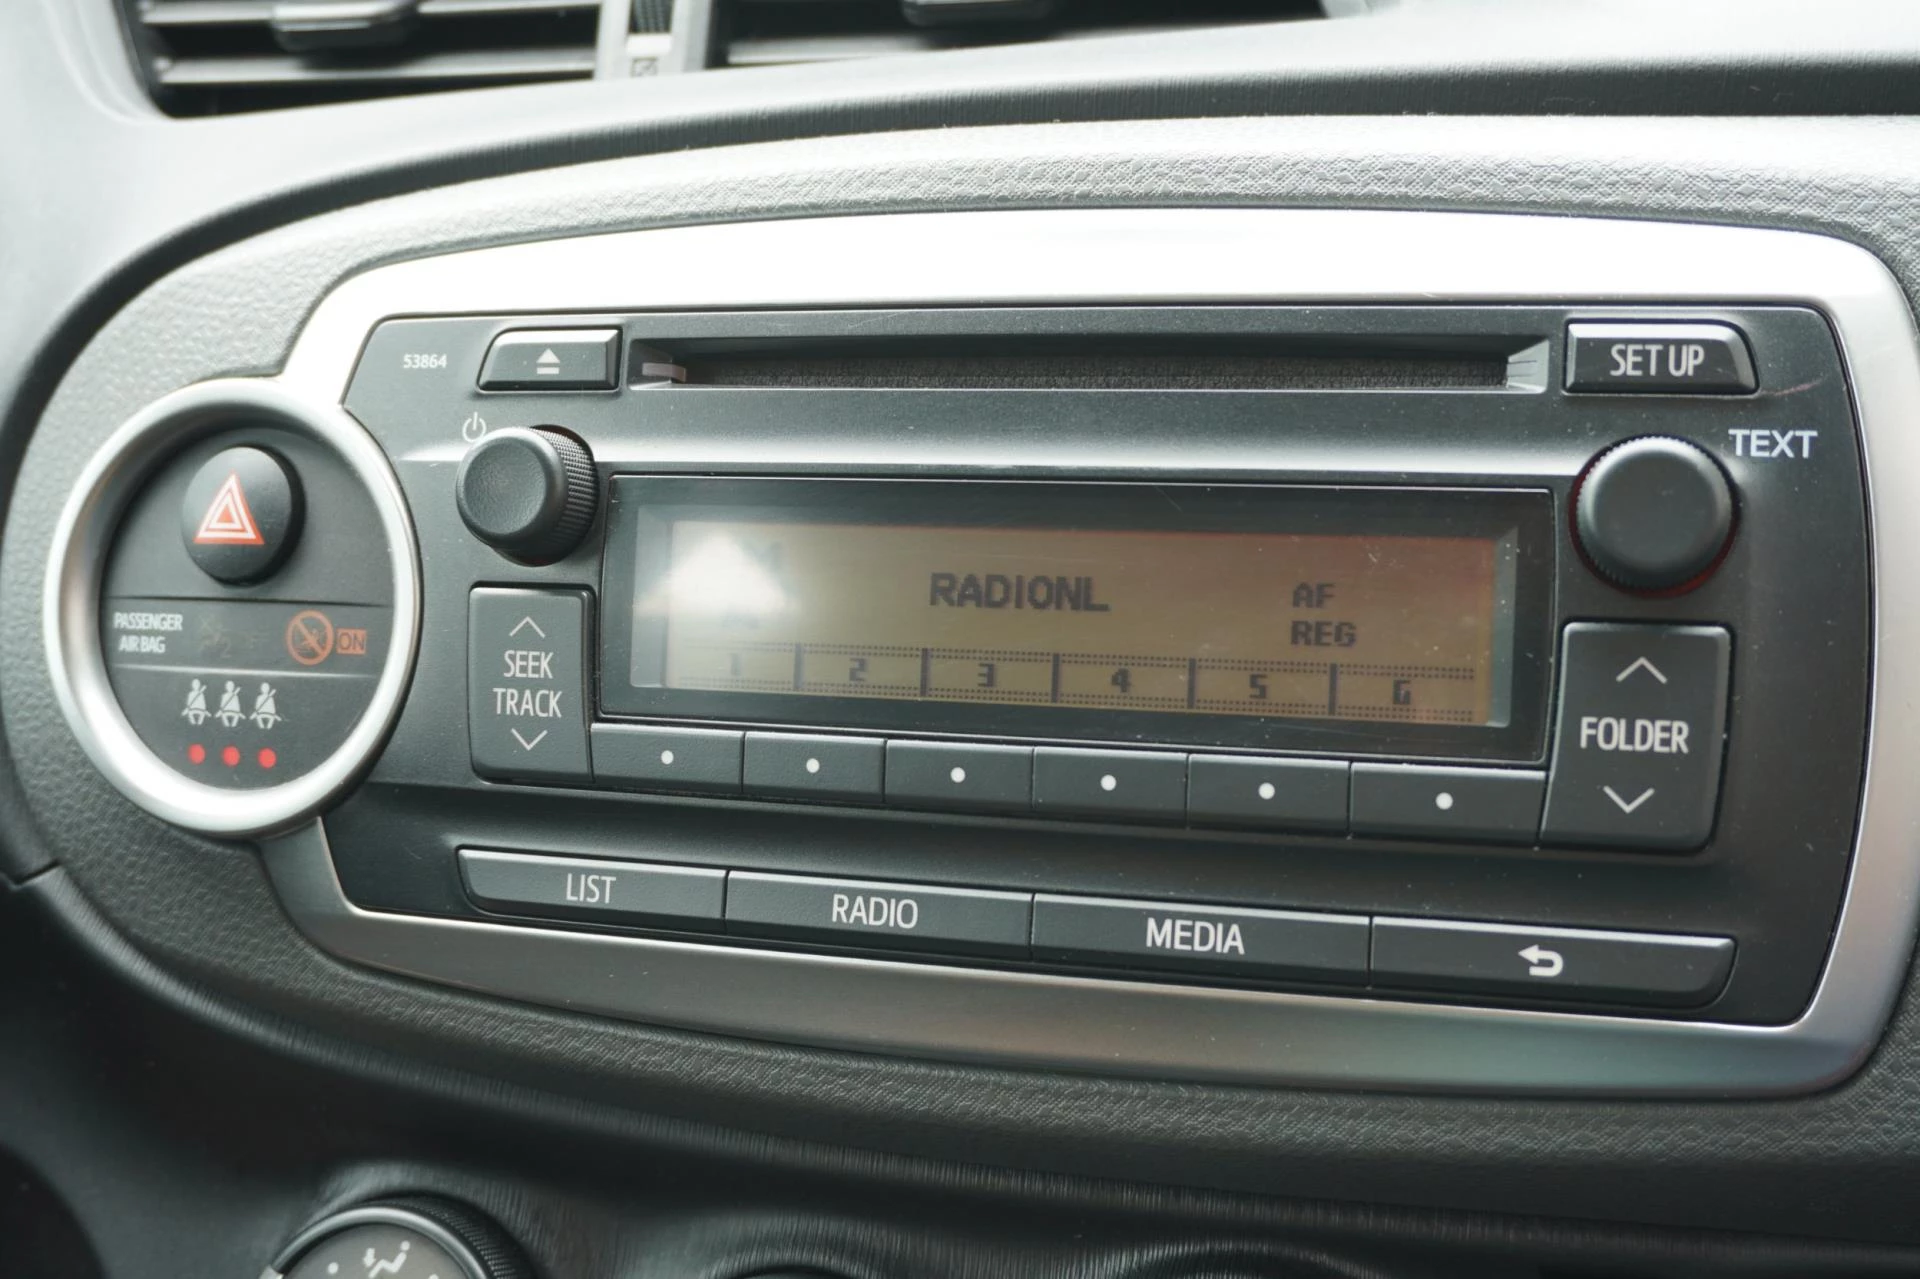 53864
SET UP
TEXT
RADIONL
AF
REG
1 2 3 4 5 6
PASSENGER
AIR BAG
ON
SEEK
TRACK
FOLDER
LIST
RADIO
MEDIA